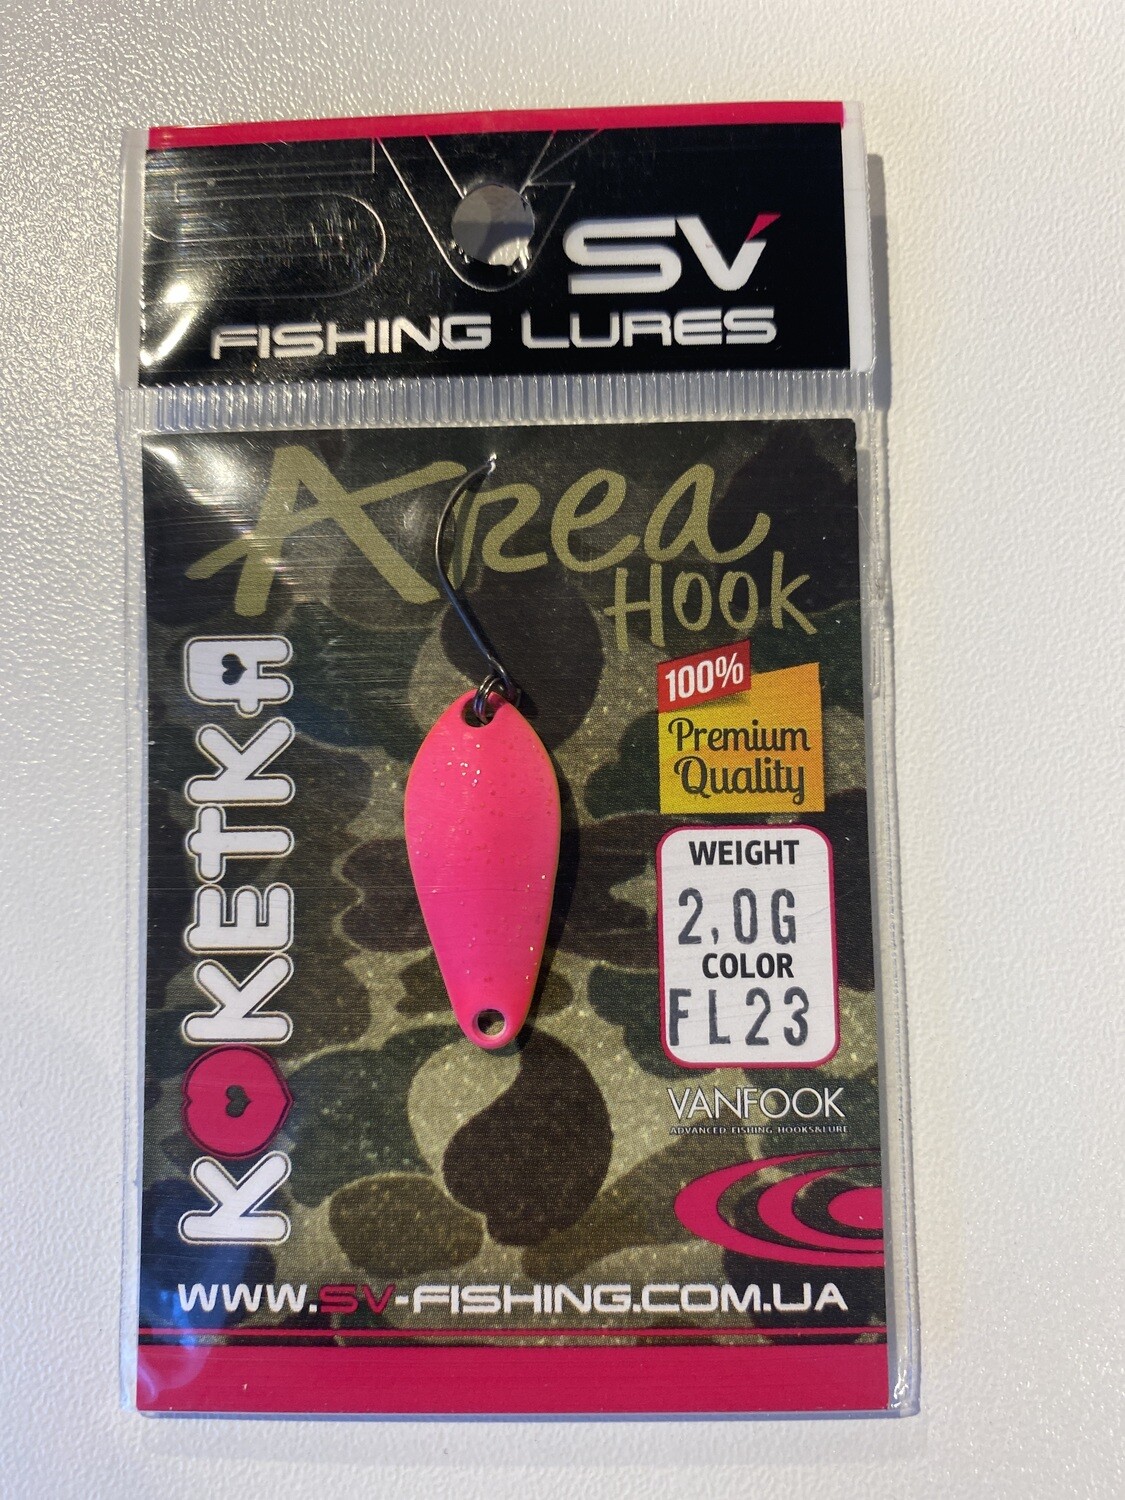 SV
FISHING LURES
Area
HOOK
KOKETKA
100%
Premium
Quality
WEIGHT
2,0G
COLOR
FL23
VANFOOK
ADVANCED FISHING HOOKS&LURE
WWW.SV-FISHING.COM.UA